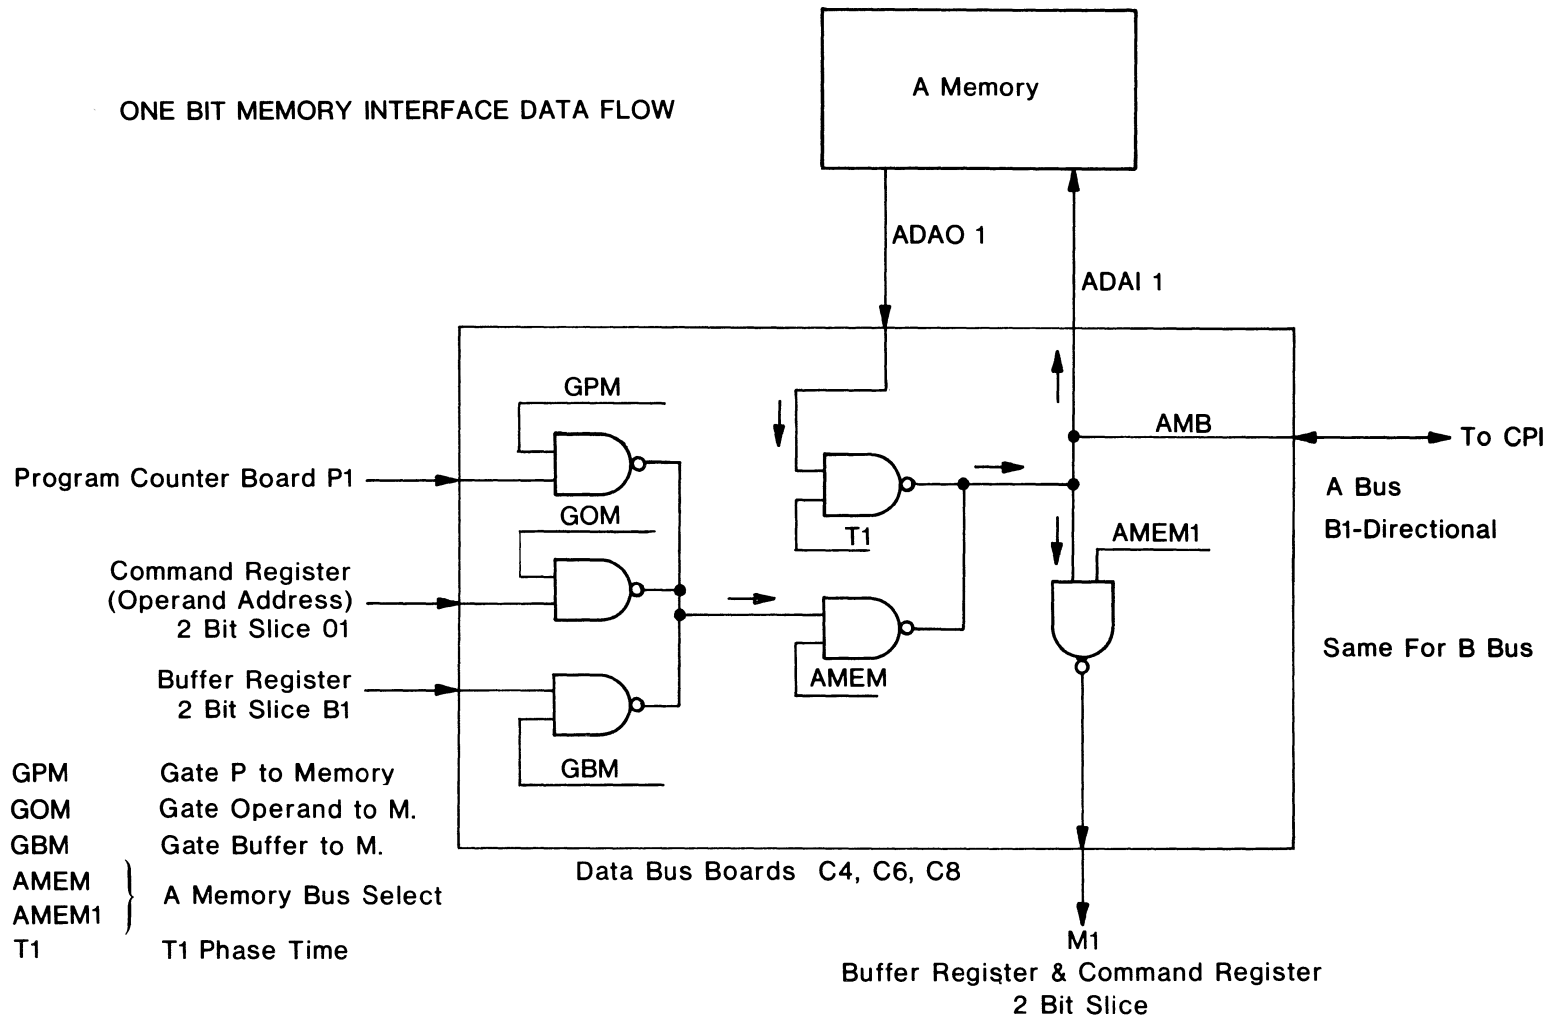 A Memory
ONE BIT MEMORY INTERFACE DATA FLOW
ADAO 1
ADAI 1
GPM
AMB
To CPI
Program Counter Board P1
A Bus
GOM
T1
AMEM1
B1-Directional
Command Register
(Operand Address)
2 Bit Slice 01
Same For B Bus
Buffer Register
2 Bit Slice B1
AMEM
GBM
GPM Gate P to Memory
GOM Gate Operand to M.
GBM Gate Buffer to M.
AMEM
AMEM1
A Memory Bus Select
T1 T1 Phase Time
Data Bus Boards C4, C6, C8
M1
Buffer Register & Command Register
2 Bit Slice